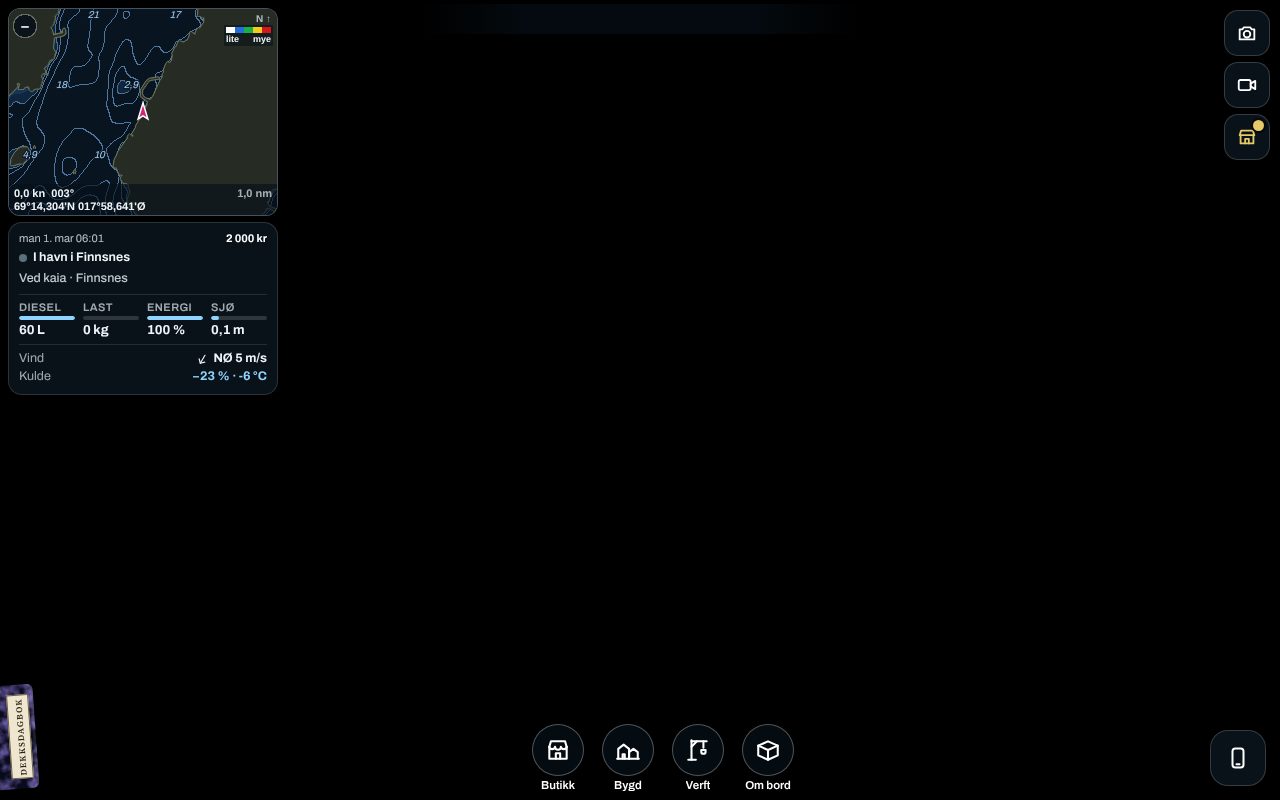 21
17
N ↑
lite mye
18
2,9
4,9
10
0,0 kn 003°
1,0 nm
69°14,304'N 017°58,641'Ø
man 1. mar 06:01
2 000 kr
I havn i Finnsnes
Ved kaia · Finnsnes
DIESEL LAST ENERGI SJØ
60 L 0 kg 100 % 0,1 m
Vind ↙ NØ 5 m/s
Kulde −23 % · -6 °C
DEKKSDAGBOK
Butikk Bygd Verft Om bord